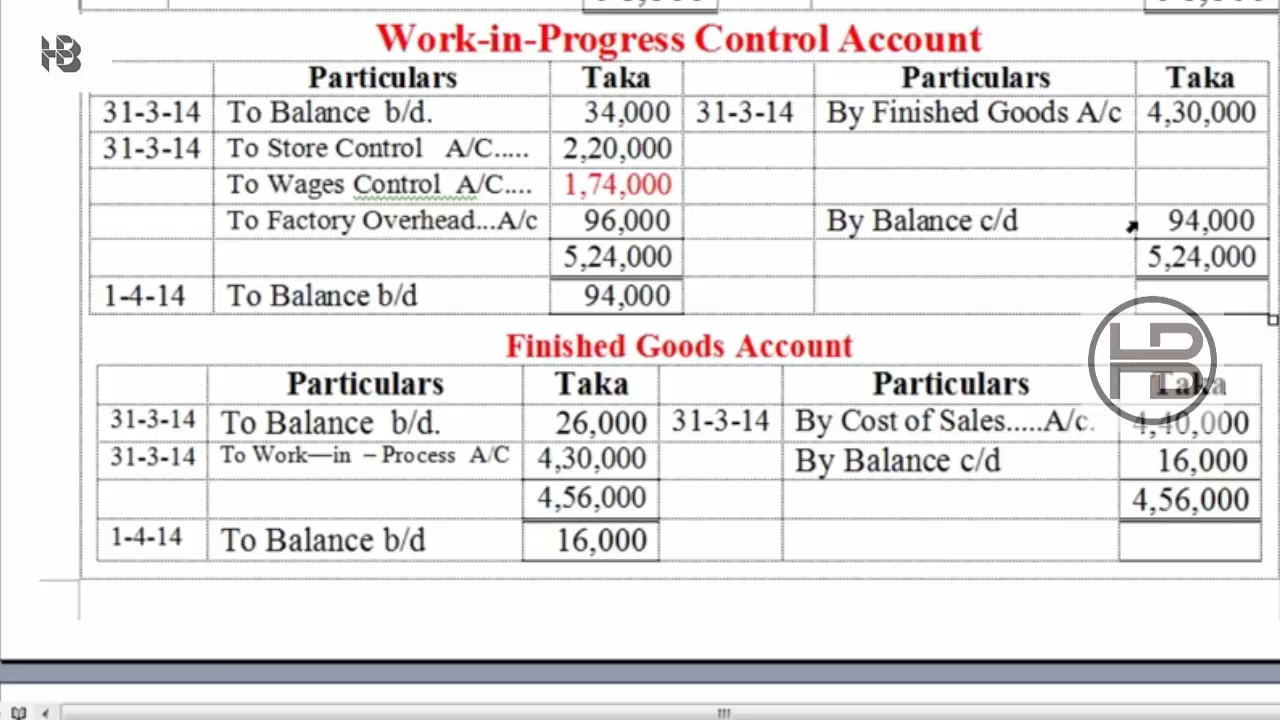 Work-in-Progress Control Account
Particulars Taka Particulars Taka
31-3-14 To Balance b/d. 34,000 31-3-14 By Finished Goods A/c 4,30,000
31-3-14 To Store Control A/C..... 2,20,000
To Wages Control A/C.... 1,74,000
To Factory Overhead...A/c 96,000 By Balance c/d 94,000
5,24,000 5,24,000
1-4-14 To Balance b/d 94,000
Finished Goods Account
Particulars Taka Particulars Taka
31-3-14 To Balance b/d. 26,000 31-3-14 By Cost of Sales.....A/c. 4,40,000
31-3-14 To Work—in – Process A/C 4,30,000 By Balance c/d 16,000
4,56,000 4,56,000
1-4-14 To Balance b/d 16,000